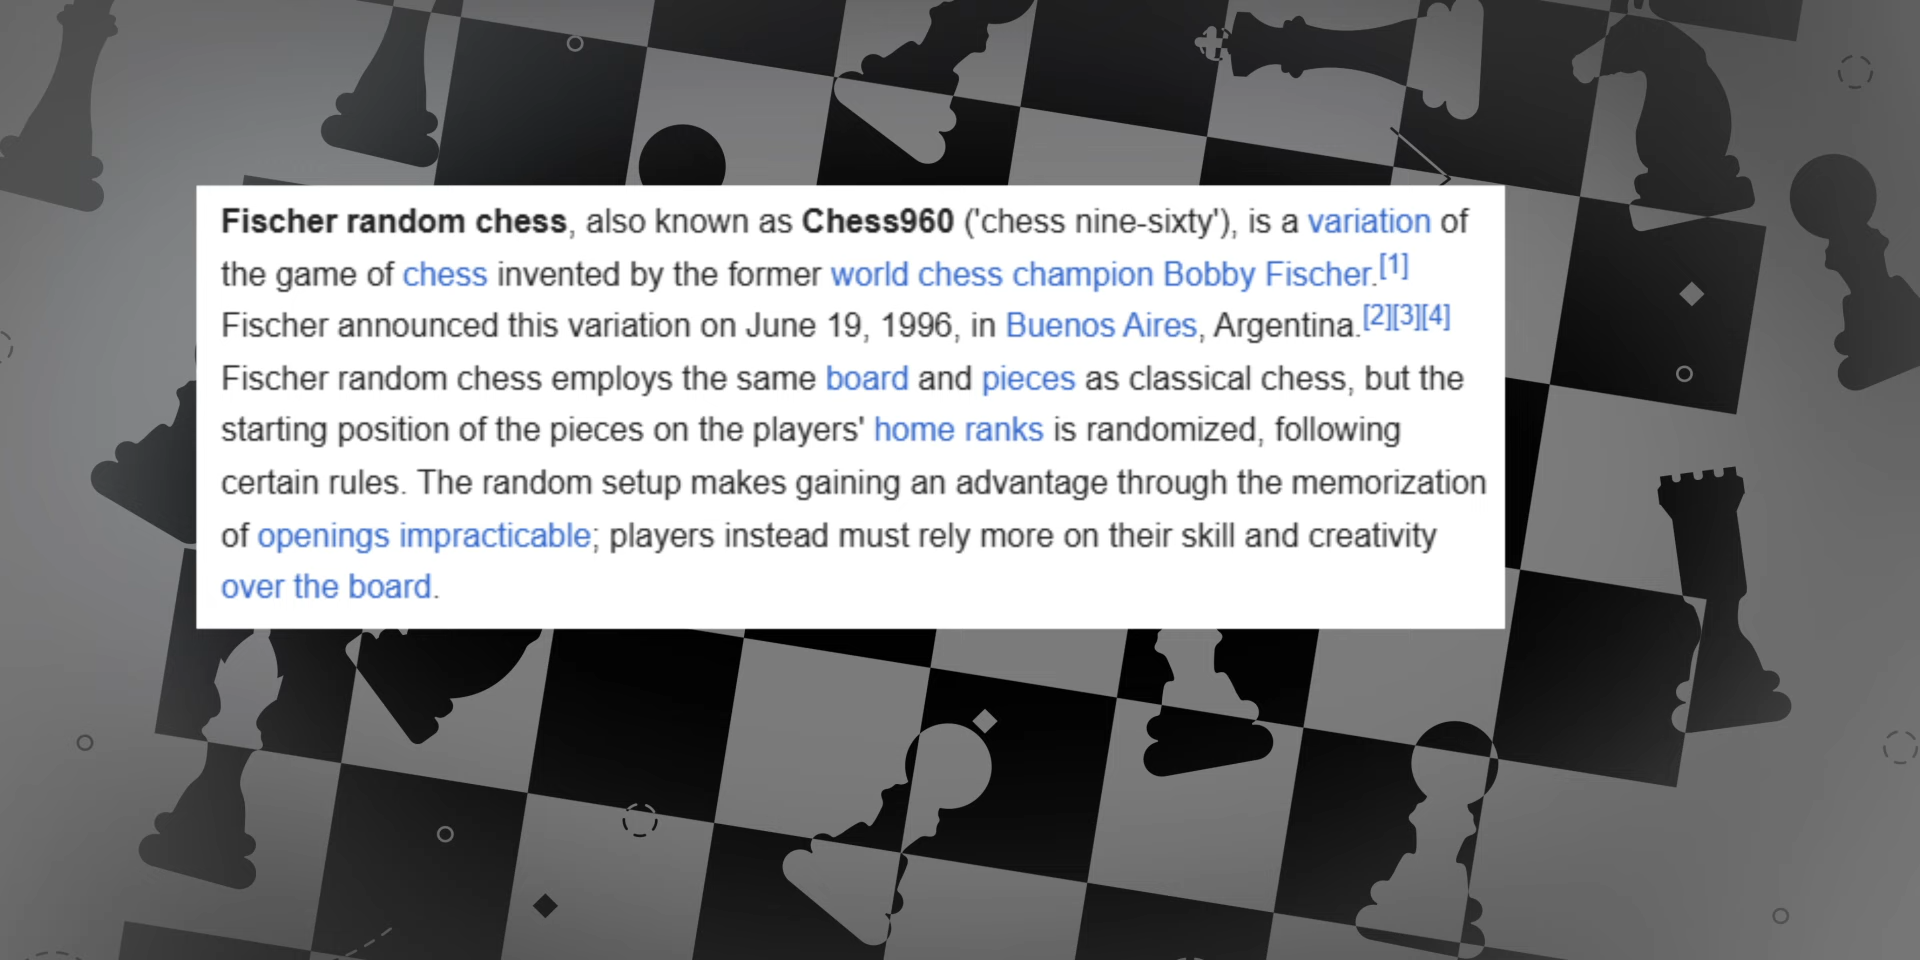 Fischer random chess, also known as Chess960 ('chess nine-sixty'), is a variation of
the game of chess invented by the former world chess champion Bobby Fischer.[1]
Fischer announced this variation on June 19, 1996, in Buenos Aires, Argentina.[2][3][4]
Fischer random chess employs the same board and pieces as classical chess, but the
starting position of the pieces on the players' home ranks is randomized, following
certain rules. The random setup makes gaining an advantage through the memorization
of openings impracticable; players instead must rely more on their skill and creativity
over the board.